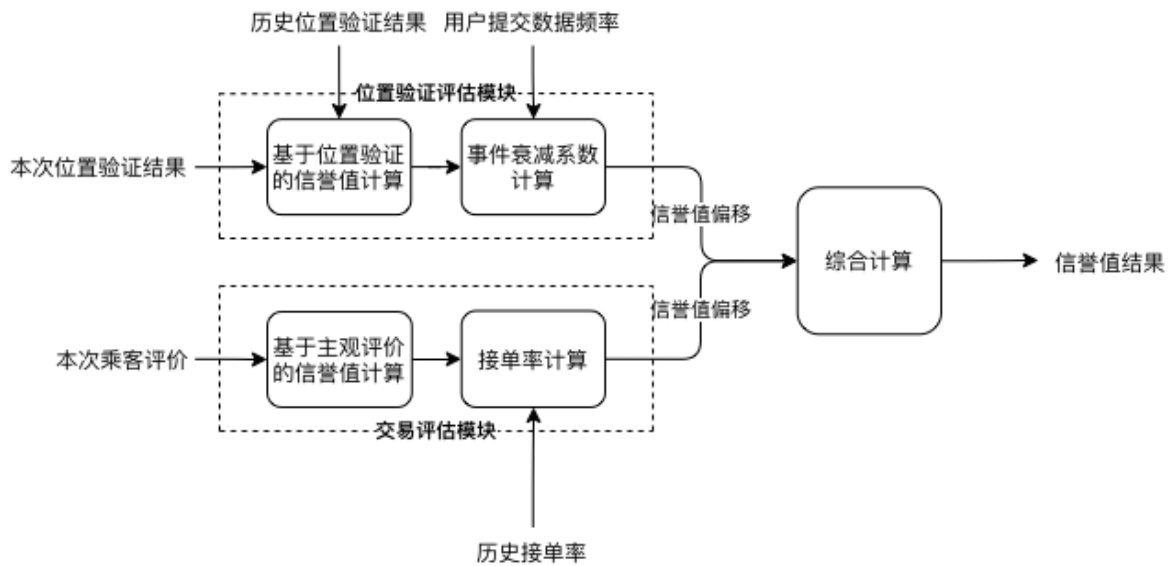 历史位置验证结果
用户提交数据频率
位置验证评估模块
本次位置验证结果
基于位置验证
的信誉值计算
事件衰减系数
计算
信誉值偏移
综合计算
信誉值结果
信誉值偏移
本次乘客评价
基于主观评价
的信誉值计算
接单率计算
交易评估模块
历史接单率